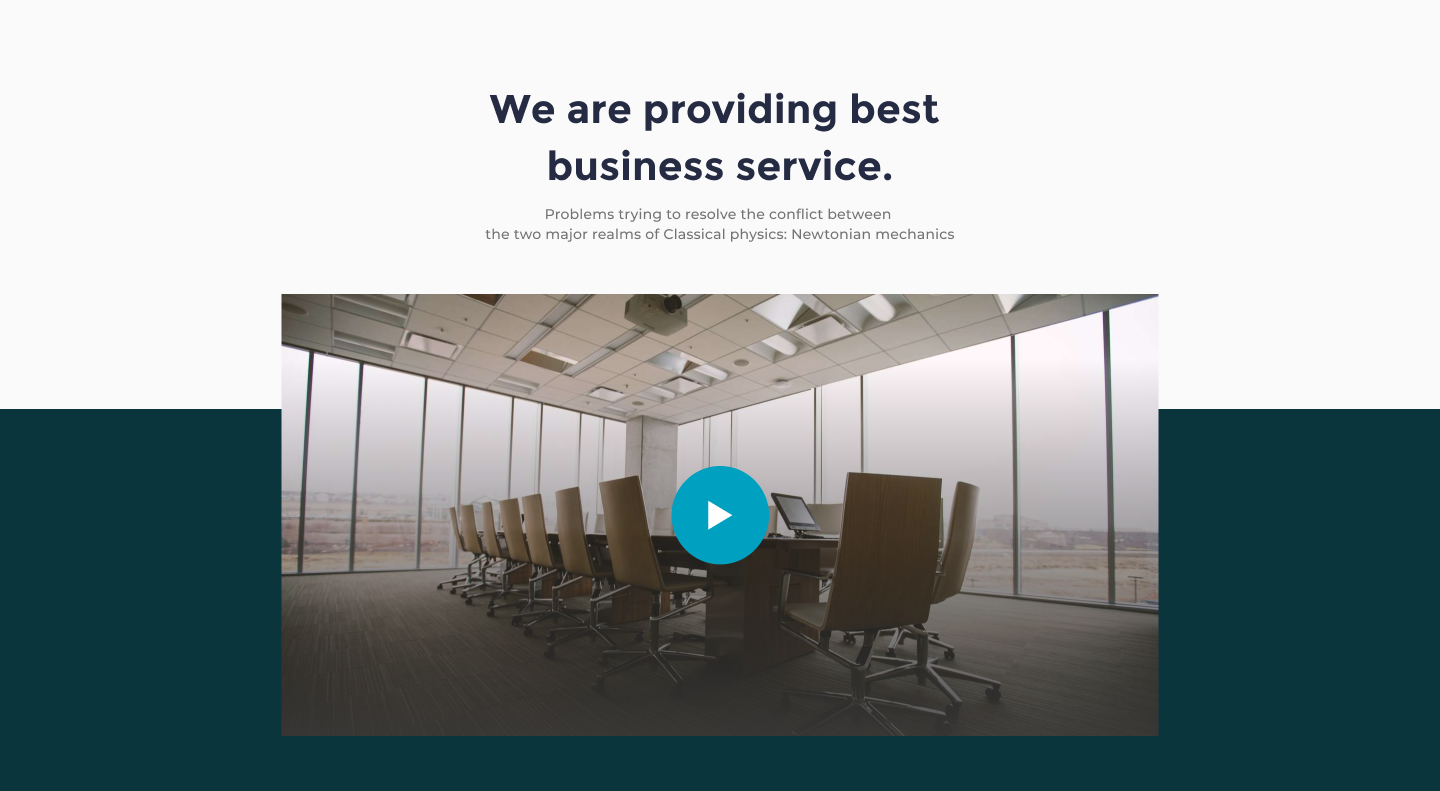 We are providing best
business service.
Problems trying to resolve the conflict between
the two major realms of Classical physics: Newtonian mechanics